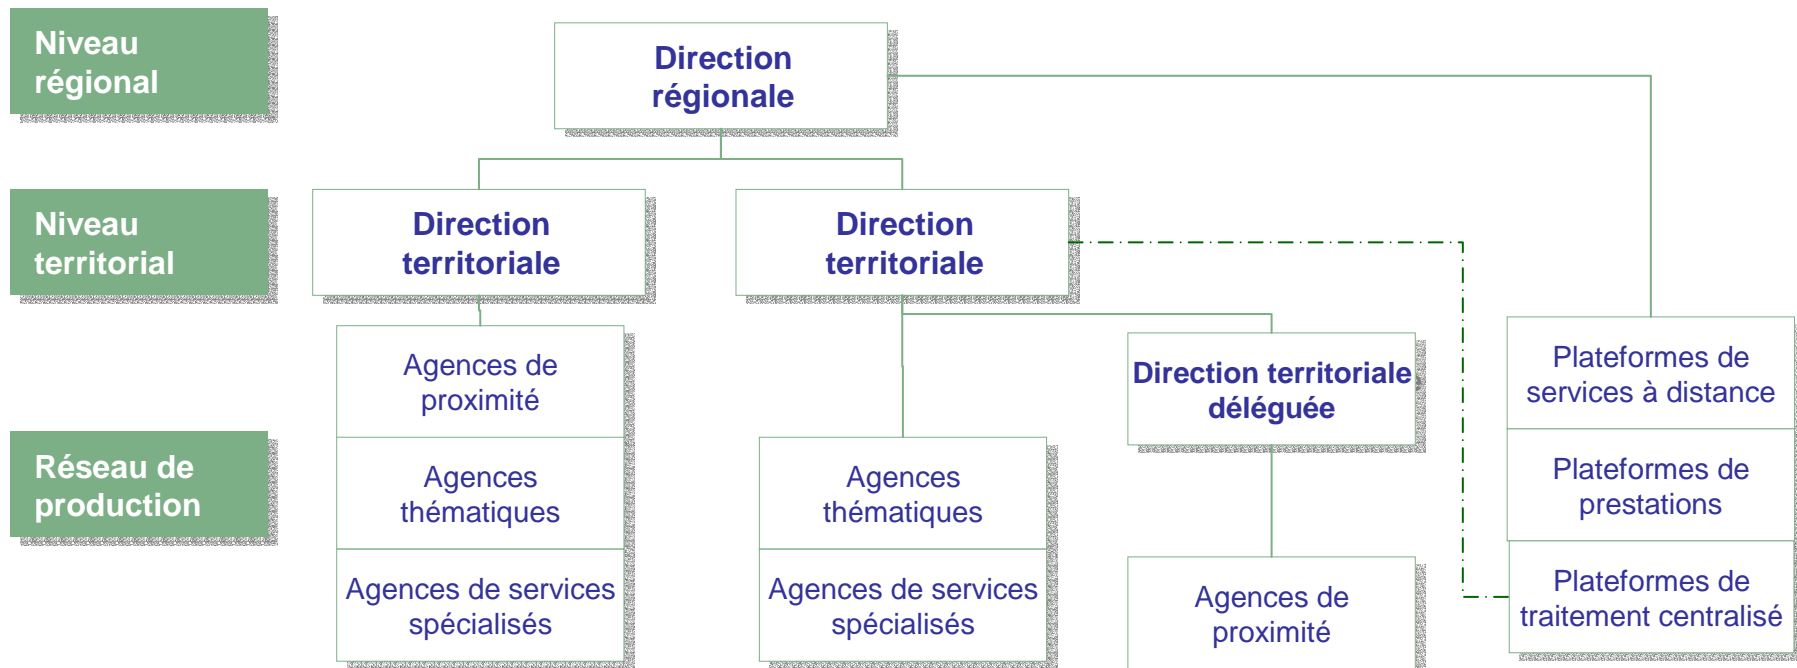 Niveau
régional
Direction
régionale
Niveau
territorial
Direction
territoriale
Direction
territoriale
Réseau de
production
Agences de
proximité
Agences
thématiques
Agences de services
spécialisés
Agences
thématiques
Agences de services
spécialisés
Direction territoriale
déléguée
Agences de
proximité
Plateformes de
services à distance
Plateformes de
prestations
Plateformes de
traitement centralisé